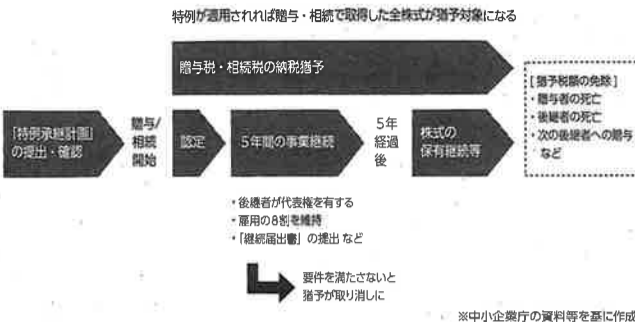 特例が適用されれば贈与・相続で取得した全株式が猶予対象になる
贈与税・相続税の納税猶予
「特例承継計画」
の提出・確認
贈与/
相続
開始
認定
5年間の事業継続
5年
経過
後
株式の
保有継続等
[猶予税額の免除]
・贈与者の死亡
・後継者の死亡
・次の後継者への贈与
など
・後継者が代表権を有する
・雇用の8割を維持
・「継続届出書」の提出 など
要件を満たさないと
猶予が取り消しに
※中小企業庁の資料等を基に作成